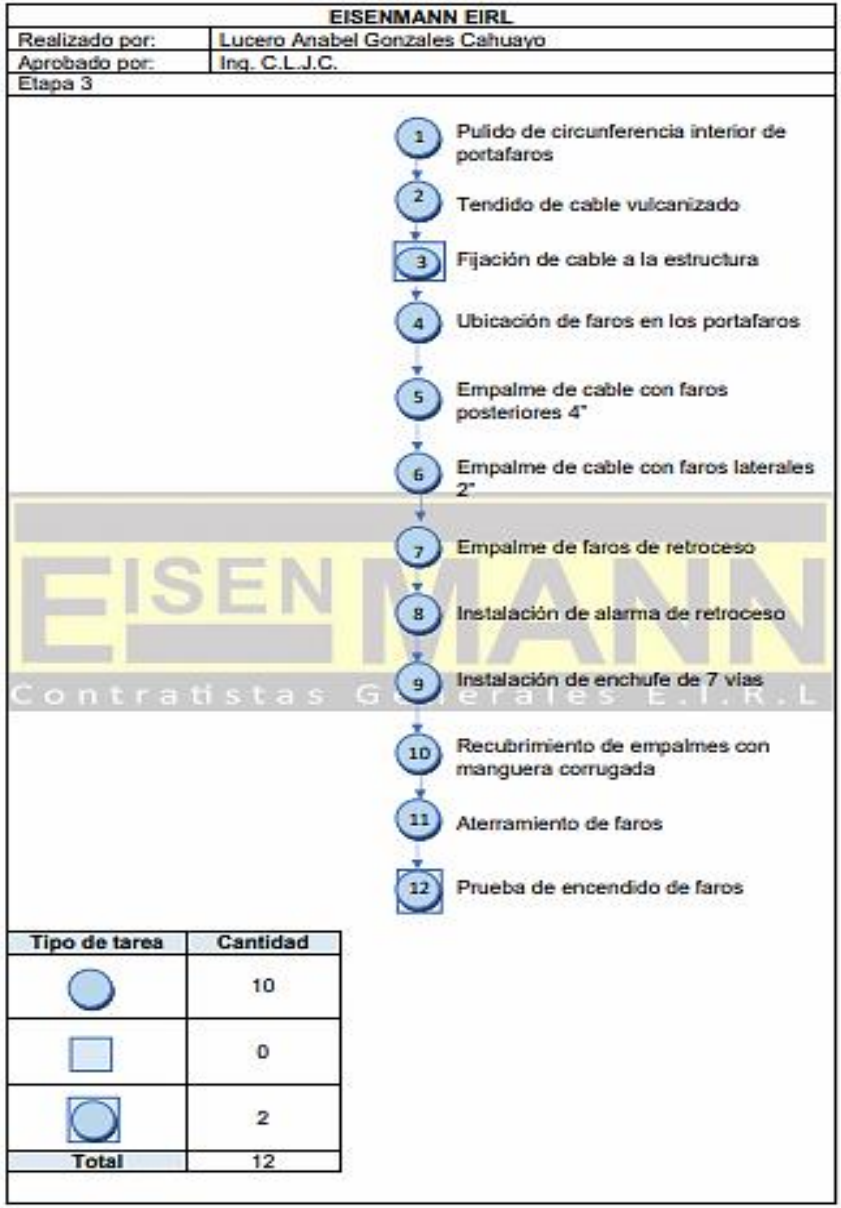 EISENMANN EIRL
Realizado por: Lucero Anabel Gonzales Cahuayo
Aprobado por: Ing. C.L.J.C.
Etapa 3
1 Pulido de circunferencia interior de
portafaros
2 Tendido de cable vulcanizado
3 Fijación de cable a la estructura
4 Ubicación de faros en los portafaros
5 Empalme de cable con faros
posteriores 4"
6 Empalme de cable con faros laterales
2"
7 Empalme de faros de retroceso
8 Instalación de alarma de retroceso
9 Instalación de enchufe de 7 vías
10 Recubrimiento de empalmes con
manguera corrugada
11 Aterramiento de faros
12 Prueba de encendido de faros
EISENMANN
Contratistas Generales E.I.R.L
Tipo de tarea Cantidad
10
0
2
Total 12